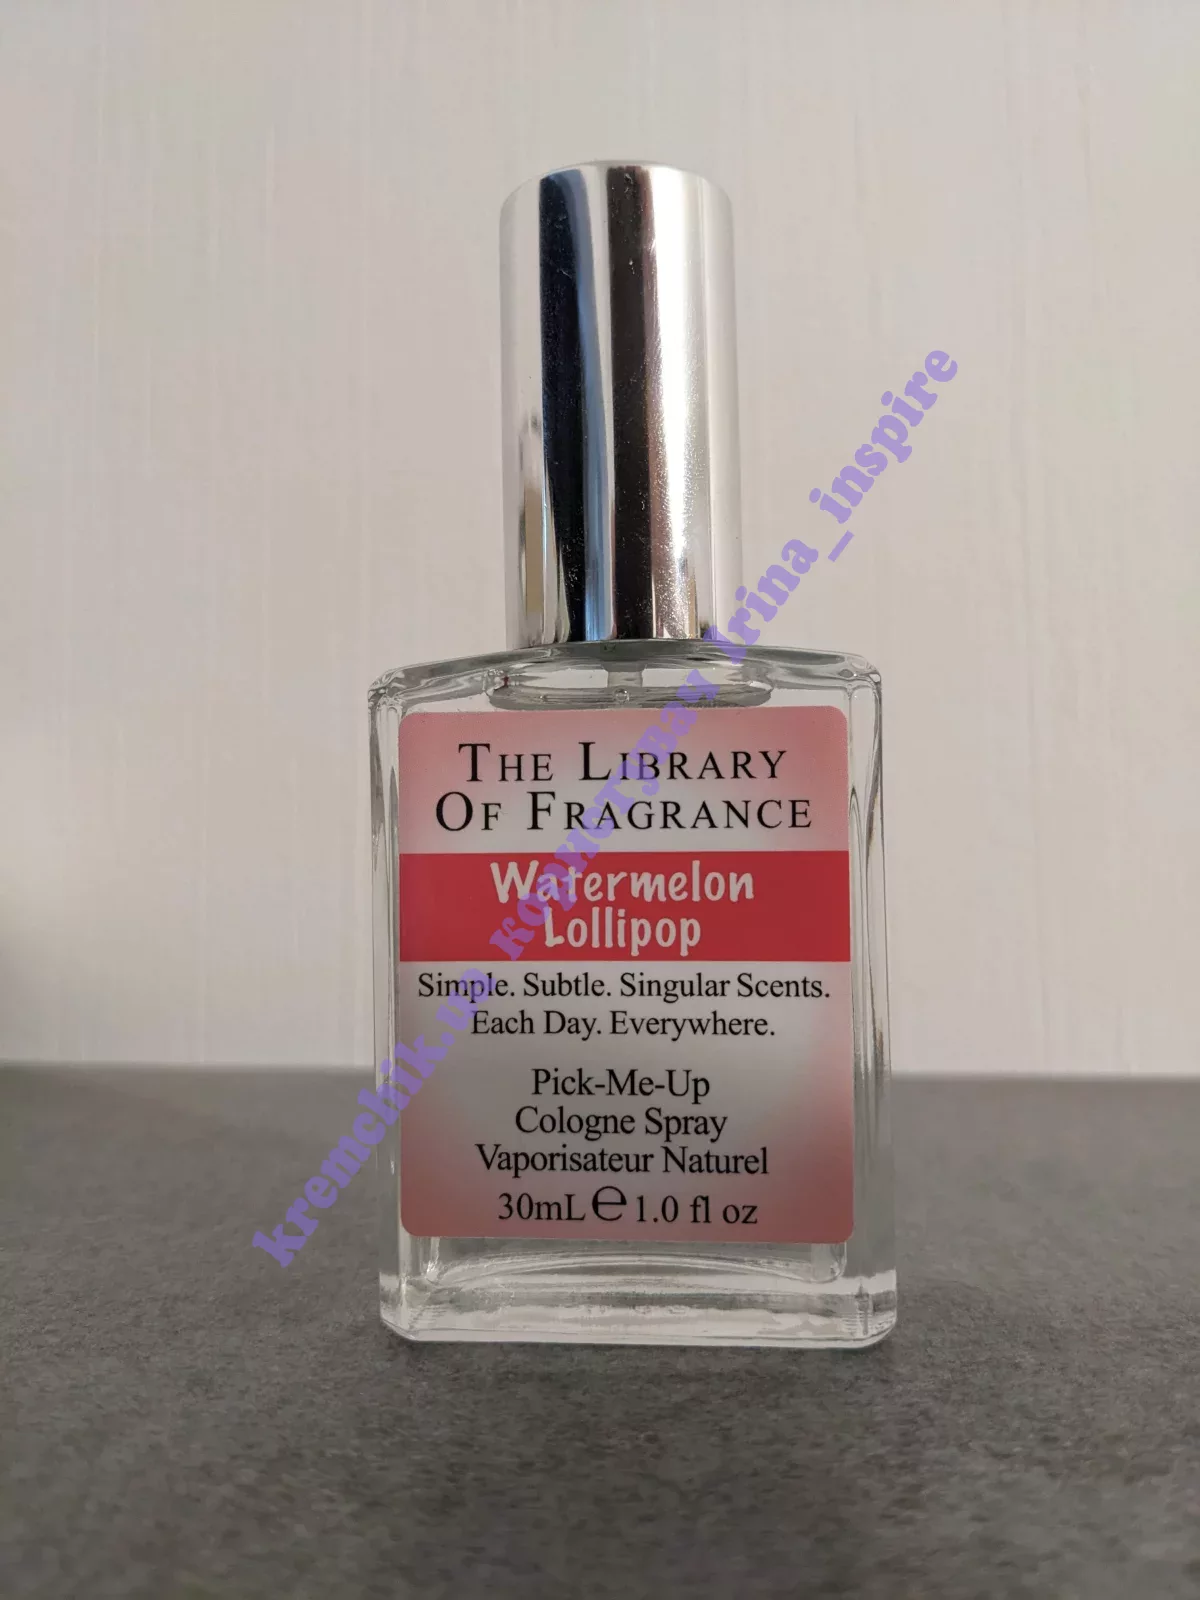 THE LIBRARY
OF FRAGRANCE
Watermelon
Lollipop
Simple. Subtle. Singular Scents.
Each Day. Everywhere.
Pick-Me-Up
Cologne Spray
Vaporisateur Naturel
30mL ℮ 1.0 fl oz
kremchik.ua користувач Irina_inspire